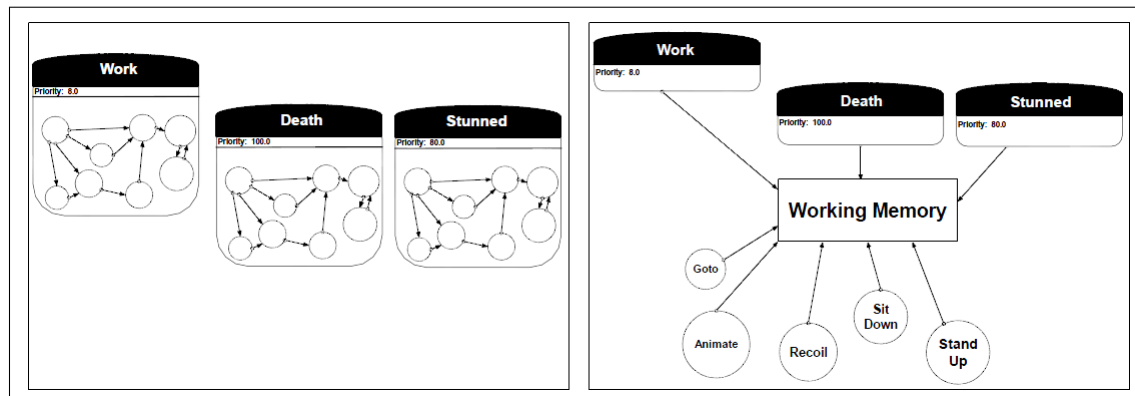 Work
Priority: 8.0
Death
Priority: 100.0
Stunned
Priority: 80.0
Work
Priority: 8.0
Death
Priority: 100.0
Stunned
Priority: 80.0
Working Memory
Goto
Animate
Recoil
Sit
Down
Stand
Up